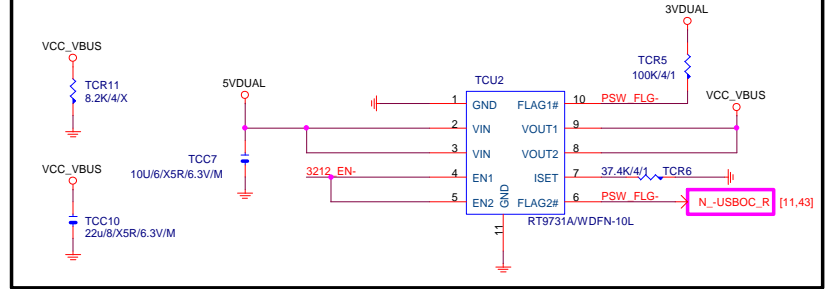 3VDUAL
VCC_VBUS
TCR11
8.2K/4/X
TCR5
100K/4/1
5VDUAL
TCU2
VCC_VBUS
1 GND FLAG1# 10 PSW_FLG-
2 VIN VOUT1 9
3 VIN VOUT2 8
TCC7
10U/6/X5R/6.3V/M
VCC_VBUS
3212_EN- 4 EN1 ISET 7 37.4K/4/1 TCR6
5 EN2 GND FLAG2# 6 PSW_FLG- N_-USBOC_R [11,43]
TCC10
22u/8/X5R/6.3V/M
11
RT9731A/WDFN-10L